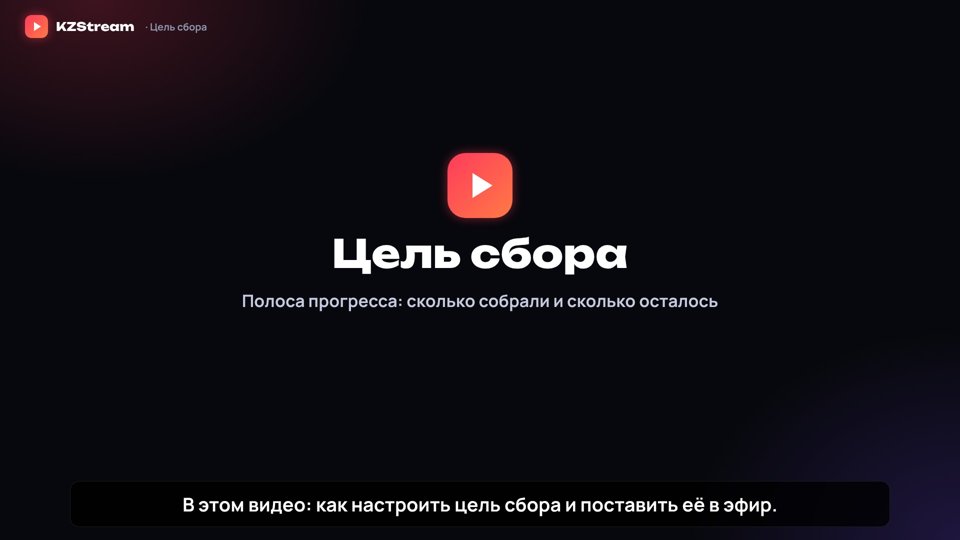 KZStream · Цель сбора
Цель сбора
Полоса прогресса: сколько собрали и сколько осталось
В этом видео: как настроить цель сбора и поставить её в эфир.